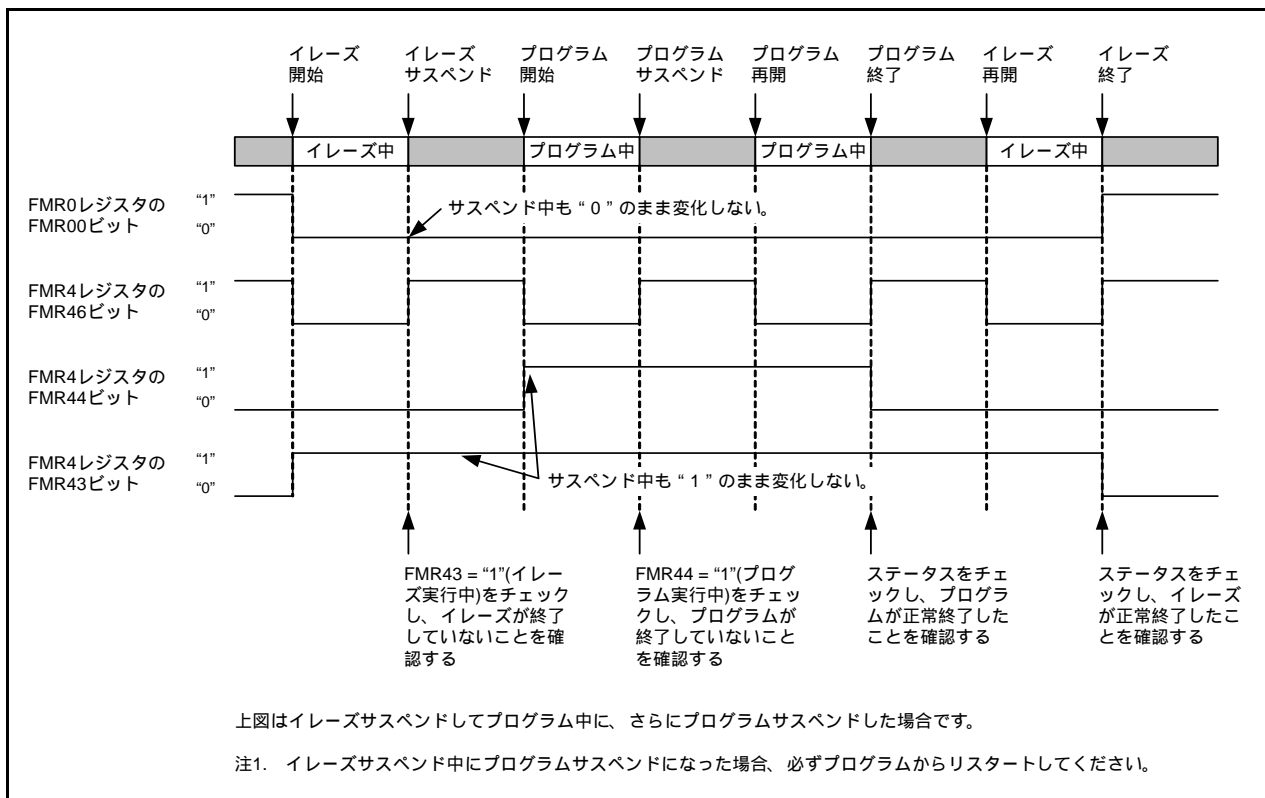 イレーズ
開始
イレーズ
サスペンド
プログラム
開始
プログラム
サスペンド
プログラム
再開
プログラム
終了
イレーズ
再開
イレーズ
終了
イレーズ中
プログラム中
プログラム中
イレーズ中
FMR0レジスタの
FMR00ビット
“1”
“0”
サスペンド中も“0”のまま変化しない。
FMR4レジスタの
FMR46ビット
“1”
“0”
FMR4レジスタの
FMR44ビット
“1”
“0”
FMR4レジスタの
FMR43ビット
“1”
“0”
サスペンド中も“1”のまま変化しない。
FMR43 = “1”(イレー
ズ実行中)をチェック
し、イレーズが終了
していないことを確
認する
FMR44 = “1”(プログ
ラム実行中)をチェッ
クし、プログラムが
終了していないこと
を確認する
ステータスをチェ
ックし、プログラ
ムが正常終了した
ことを確認する
ステータスをチェ
ックし、イレーズ
が正常終了したこ
とを確認する
上図はイレーズサスペンドしてプログラム中に、さらにプログラムサスペンドした場合です。
注1. イレーズサスペンド中にプログラムサスペンドになった場合、必ずプログラムからリスタートしてください。